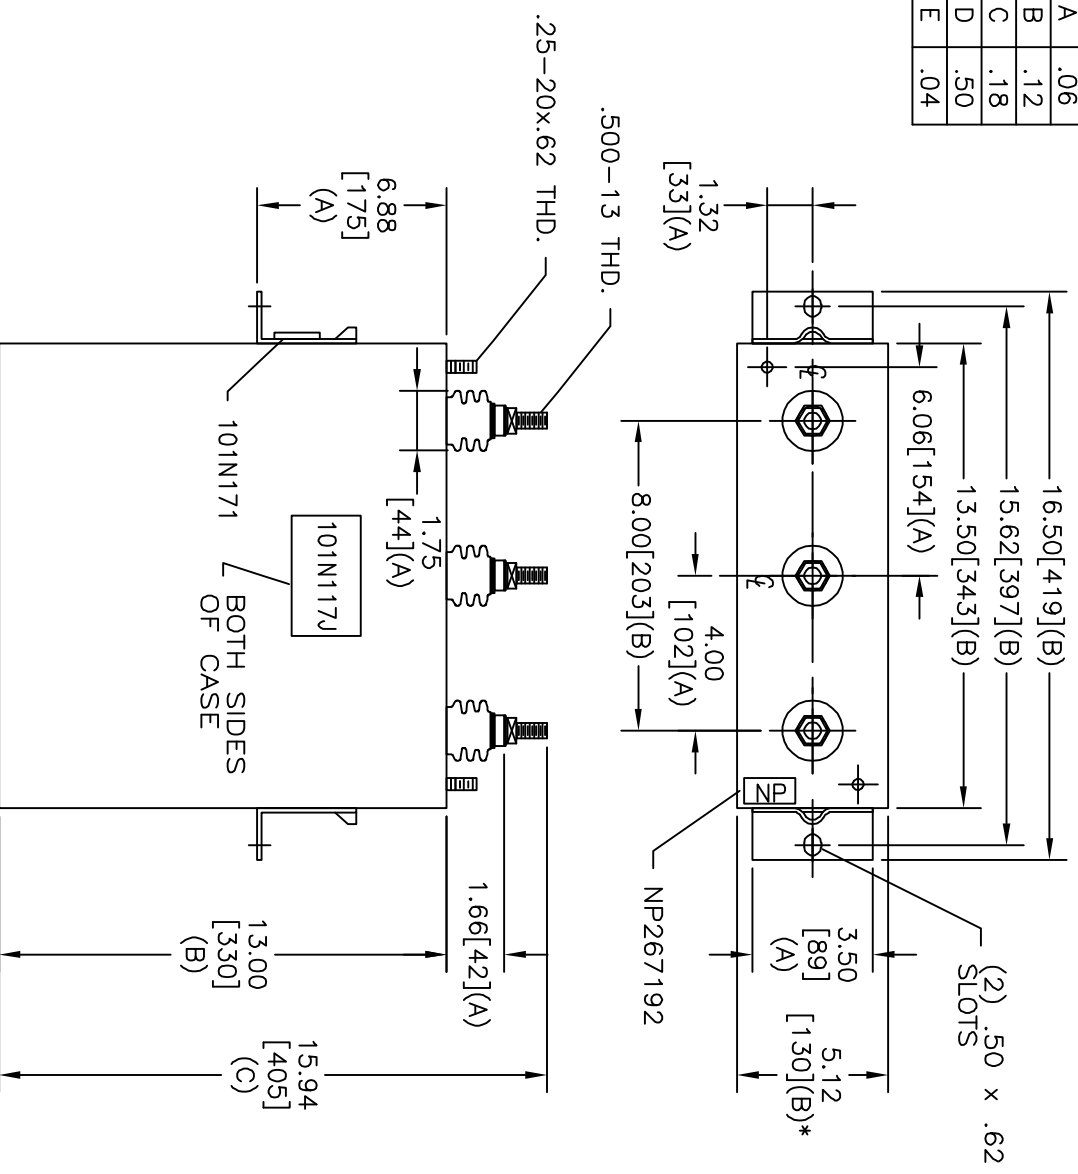 A .06
B .12
C .18
D .50
E .04
16.50[419](B)
15.62[397](B)
13.50[343](B)
6.06[154](A)
1.32
[33](A)
CL
CL
8.00[203](B)
4.00
[102](A)
NP
NP267192
(2) .50 x .62
SLOTS
3.50
[89]
(A)
5.12
[130](B)*
.500-13 THD.
.25-20x.62 THD.
6.88
[175]
(A)
1.75
[44](A)
101N171
101N117J
BOTH SIDES
OF CASE
1.66[42](A)
13.00
[330]
(B)
15.94
[405]
(C)